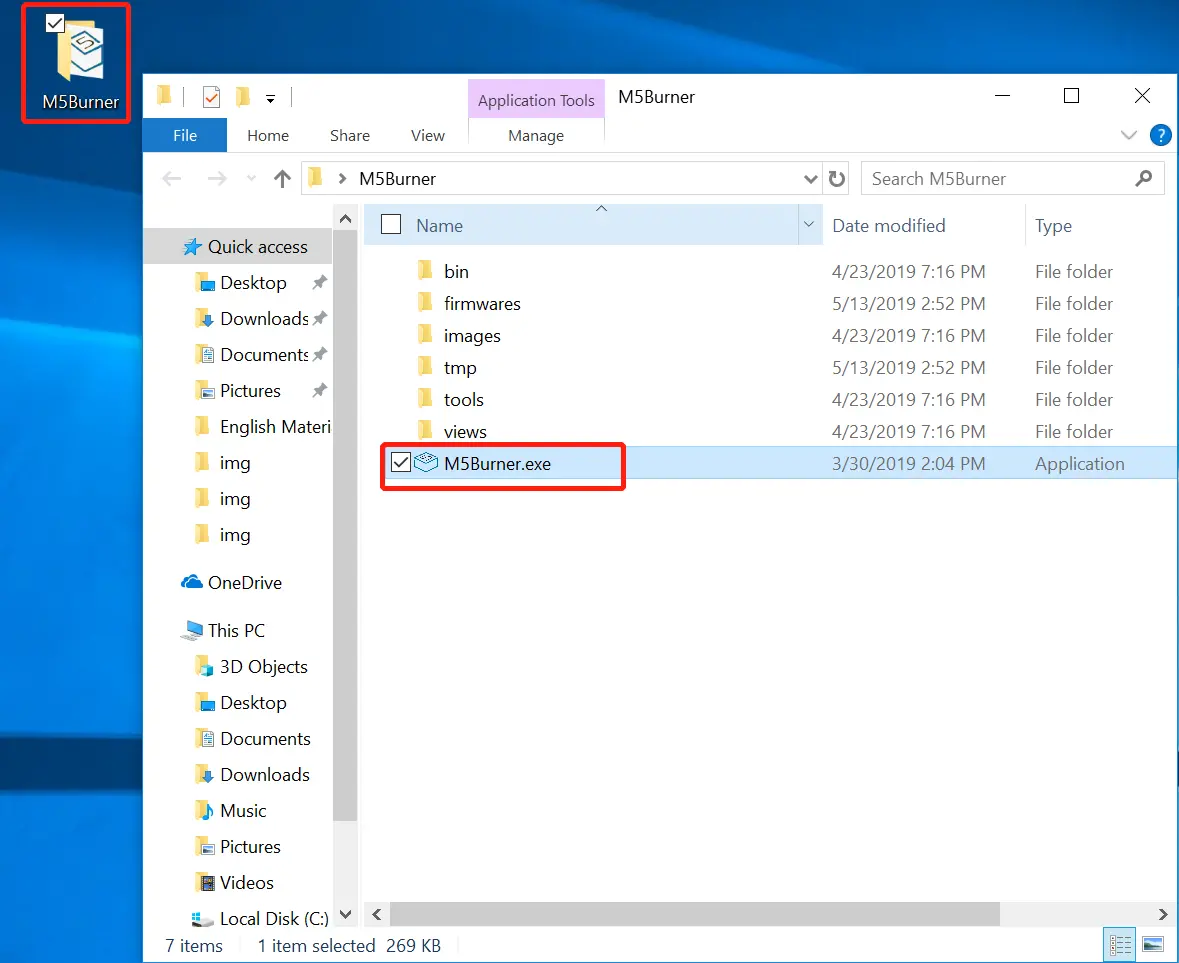 M5Burner
Application Tools
M5Burner
File
Home
Share
View
Manage
?
M5Burner
Search M5Burner
Name
Date modified
Type
Quick access
Desktop
Downloads
Documents
Pictures
English Materi
img
img
img
OneDrive
This PC
3D Objects
Desktop
Documents
Downloads
Music
Pictures
Videos
Local Disk (C:)
bin 4/23/2019 7:16 PM File folder
firmwares 5/13/2019 2:52 PM File folder
images 4/23/2019 7:16 PM File folder
tmp 5/13/2019 2:52 PM File folder
tools 4/23/2019 7:16 PM File folder
views 4/23/2019 7:16 PM File folder
M5Burner.exe 3/30/2019 2:04 PM Application
7 items 1 item selected 269 KB